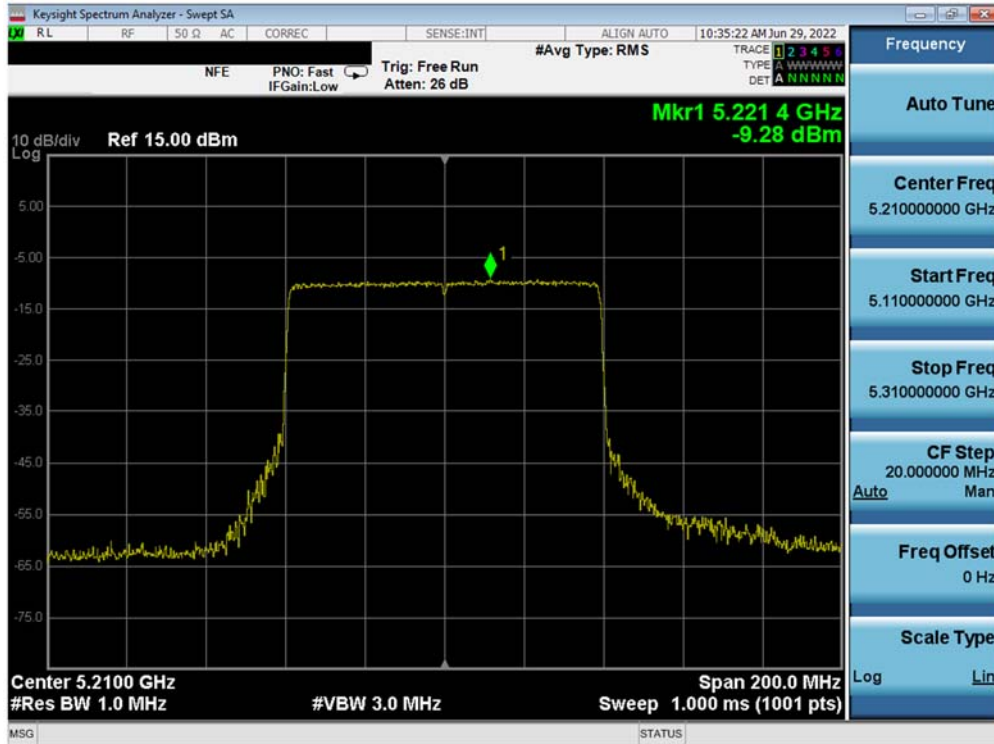 Keysight Spectrum Analyzer - Swept SA
LXI RL RF 50 Ω AC CORREC SENSE:INT ALIGN AUTO 10:35:22 AM Jun 29, 2022
#Avg Type: RMS
TRACE 1 2 3 4 5 6
TYPE A WWWWW
DET A N N N N N
NFE
PNO: Fast
IFGain:Low
Trig: Free Run
Atten: 26 dB
Mkr1 5.221 4 GHz
-9.28 dBm
10 dB/div Ref 15.00 dBm
Log
5.00
-5.00
1
-15.0
-25.0
-35.0
-45.0
-55.0
-65.0
-75.0
Center 5.2100 GHz
Span 200.0 MHz
#Res BW 1.0 MHz
#VBW 3.0 MHz
Sweep 1.000 ms (1001 pts)
MSG
STATUS
Frequency
Auto Tune
Center Freq
5.210000000 GHz
Start Freq
5.110000000 GHz
Stop Freq
5.310000000 GHz
CF Step
20.000000 MHz
Auto Man
Freq Offset
0 Hz
Scale Type
Log Lin